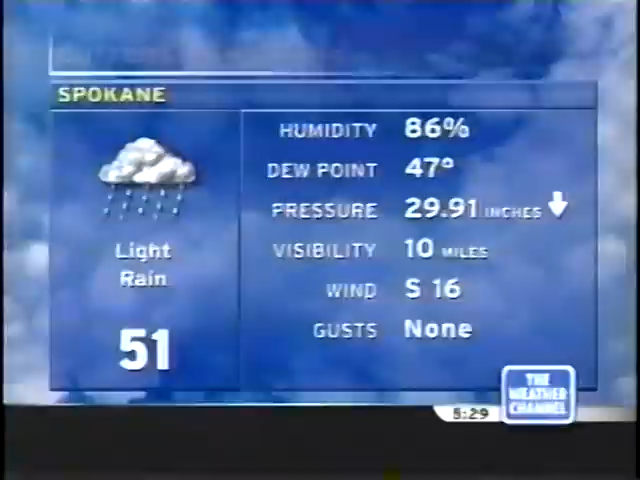 SPOKANE
HUMIDITY 86%
DEW POINT 47°
PRESSURE 29.91 INCHES
VISIBILITY 10 MILES
WIND S 16
GUSTS None
Light
Rain
51
THE
WEATHER
CHANNEL
5:29